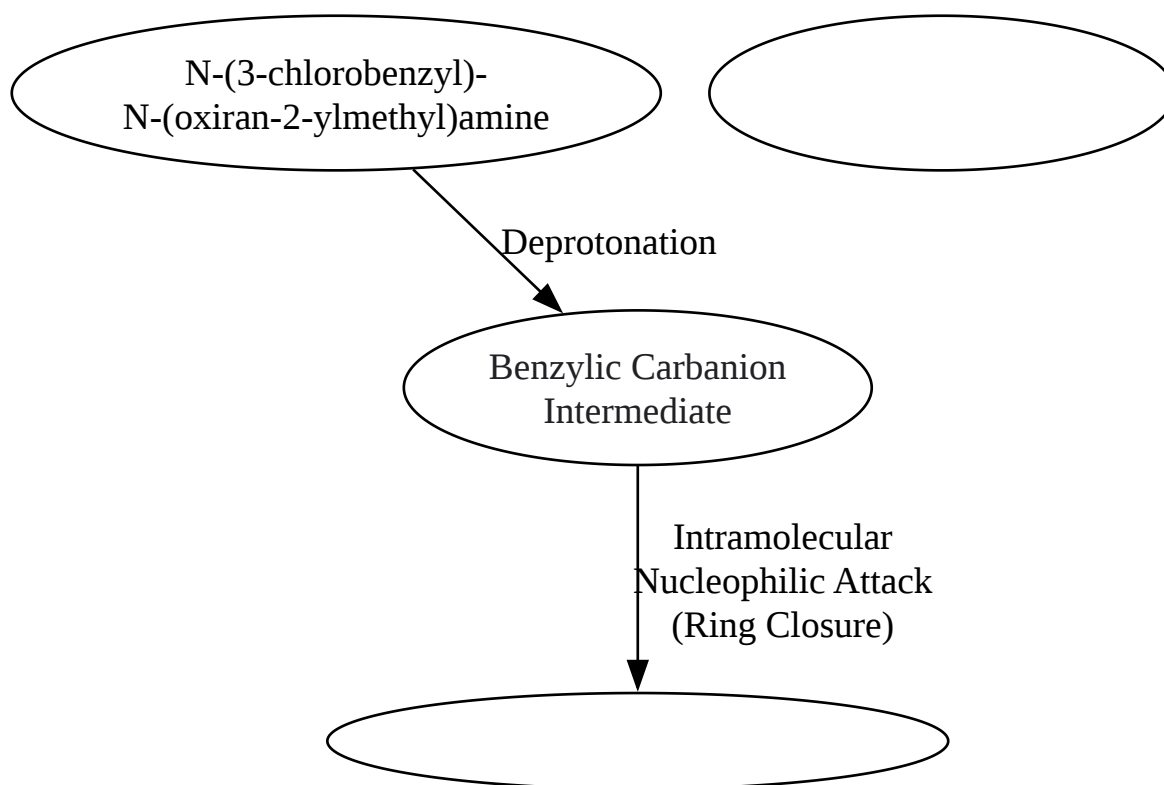 N-(3-chlorobenzyl)-
N-(oxiran-2-ylmethyl)amine
Deprotonation
Benzylic Carbanion
Intermediate
Intramolecular
Nucleophilic Attack
(Ring Closure)